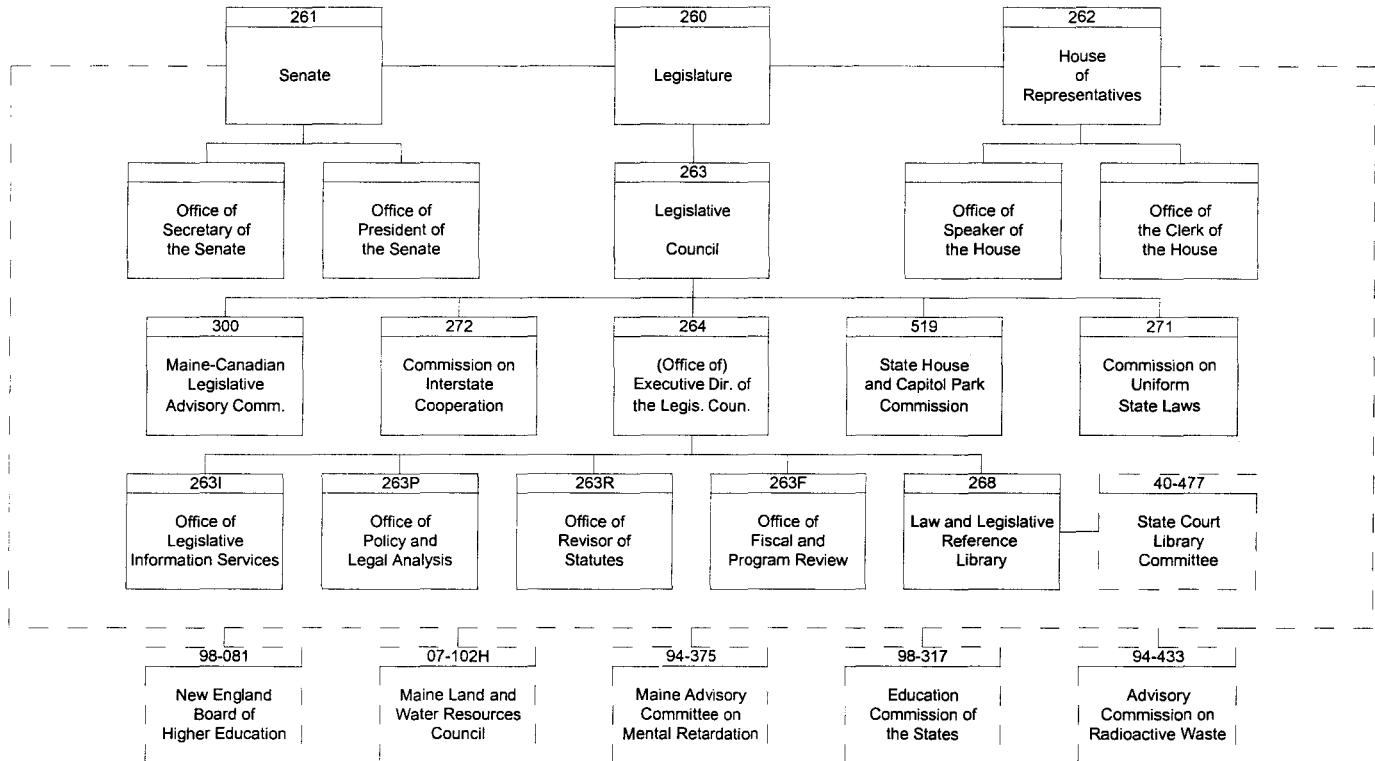 261
Senate
260
Legislature
262
House
of
Representatives
Office of
Secretary of
the Senate
Office of
President of
the Senate
263
Legislative
Council
Office of
Speaker of
the House
Office of
the Clerk of
the House
300
Maine-Canadian
Legislative
Advisory Comm.
272
Commission on
Interstate
Cooperation
264
(Office of)
Executive Dir. of
the Legis. Coun.
519
State House
and Capitol Park
Commission
271
Commission on
Uniform
State Laws
263I
Office of
Legislative
Information Services
263P
Office of
Policy and
Legal Analysis
263R
Office of
Revisor of
Statutes
263F
Office of
Fiscal and
Program Review
268
Law and Legislative
Reference
Library
40-477
State Court
Library
Committee
98-081
New England
Board of
Higher Education
07-102H
Maine Land and
Water Resources
Council
94-375
Maine Advisory
Committee on
Mental Retardation
98-317
Education
Commission of
the States
94-433
Advisory
Commission on
Radioactive Waste